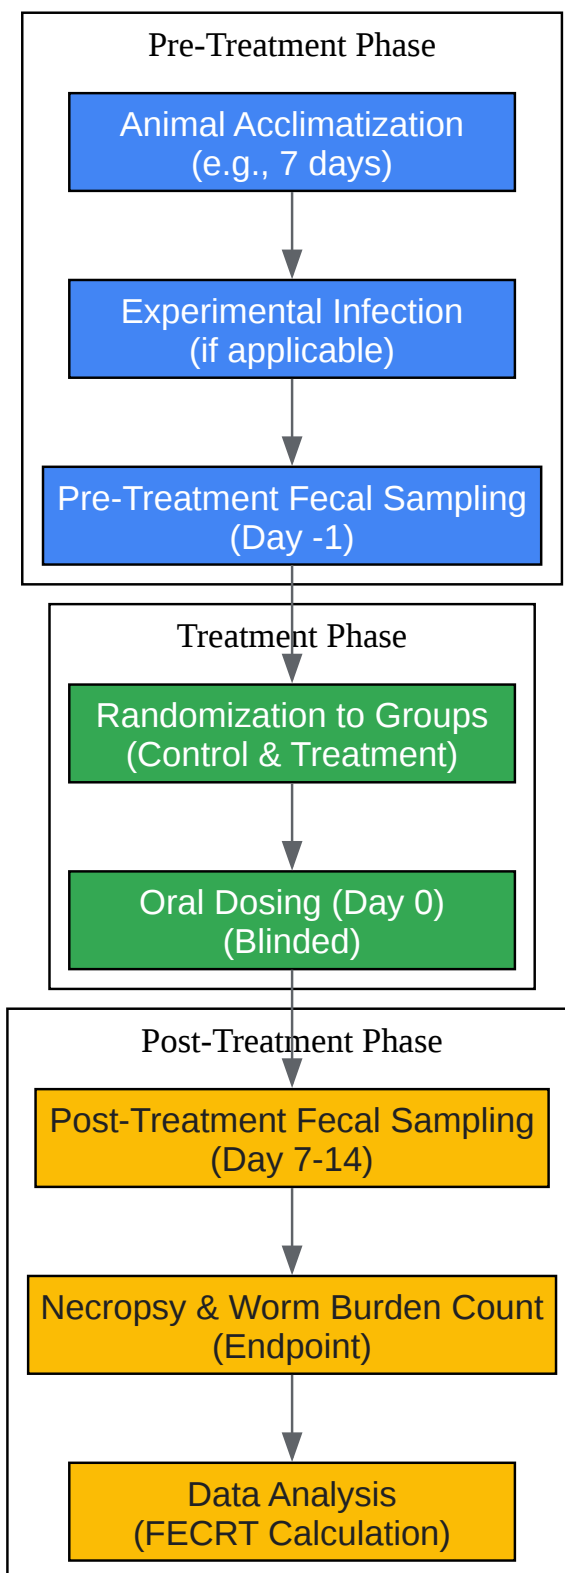 Pre-Treatment Phase
Animal Acclimatization
(e.g., 7 days)
Experimental Infection
(if applicable)
Pre-Treatment Fecal Sampling
(Day -1)
Treatment Phase
Randomization to Groups
(Control & Treatment)
Oral Dosing (Day 0)
(Blinded)
Post-Treatment Phase
Post-Treatment Fecal Sampling
(Day 7-14)
Necropsy & Worm Burden Count
(Endpoint)
Data Analysis
(FECRT Calculation)